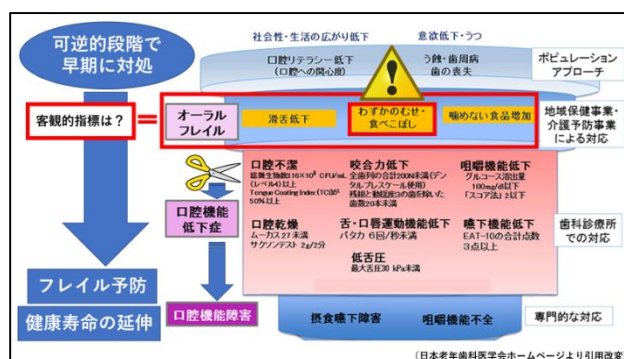 可逆的段階で
早期に対処
客観的指標は?
フレイル予防
健康寿命の延伸
社会性・生活の広がり低下
意欲低下・うつ
口腔リテラシー低下
(口腔への関心度)
う蝕・歯周病
歯の喪失
ポピュレーション
アプローチ
オーラル
フレイル
滑舌低下
わずかのむせ・
食べこぼし
噛めない食品増加
地域保健事業・
介護予防事業
による対応
口腔機能
低下症
口腔不潔
(レベル4)以上
Tongue Coating Index (TCI)が
50%以上
咬合力低下
全歯列の合計200N未満(デン
タルプレスケール使用)
歯数20本未満
咀嚼機能低下
グルコース溶出量
100mg/dl以下
「スコア法」2以下
歯科診療所
での対応
口腔乾燥
ムーカス27未満
サクソンテスト 2g/2分
舌・口唇運動機能低下
パタカ 6回/秒未満
嚥下機能低下
EAT-10の合計点数
3点以上
低舌圧
最大舌圧30 kPa未満
口腔機能障害
摂食嚥下障害
咀嚼機能不全
専門的な対応
(日本老年歯科医学会ホームページより引用改変)